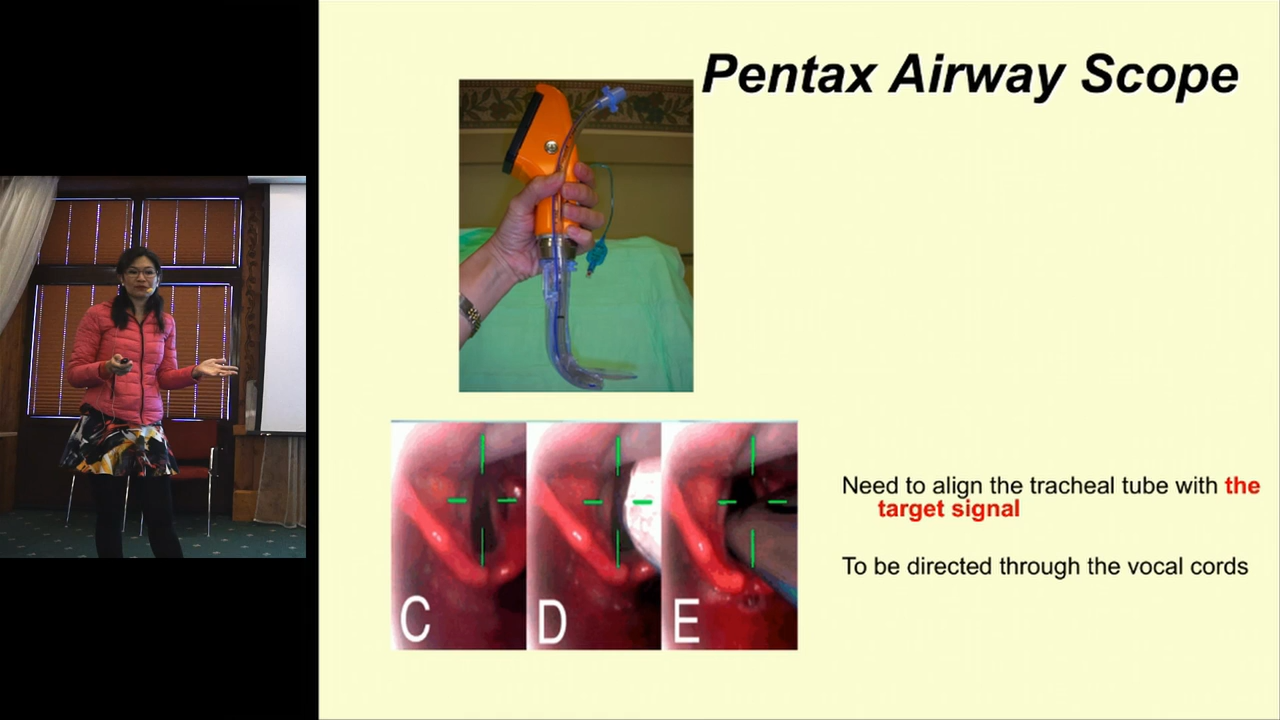 Pentax Airway Scope
C
D
E
Need to align the tracheal tube with the
target signal
To be directed through the vocal cords